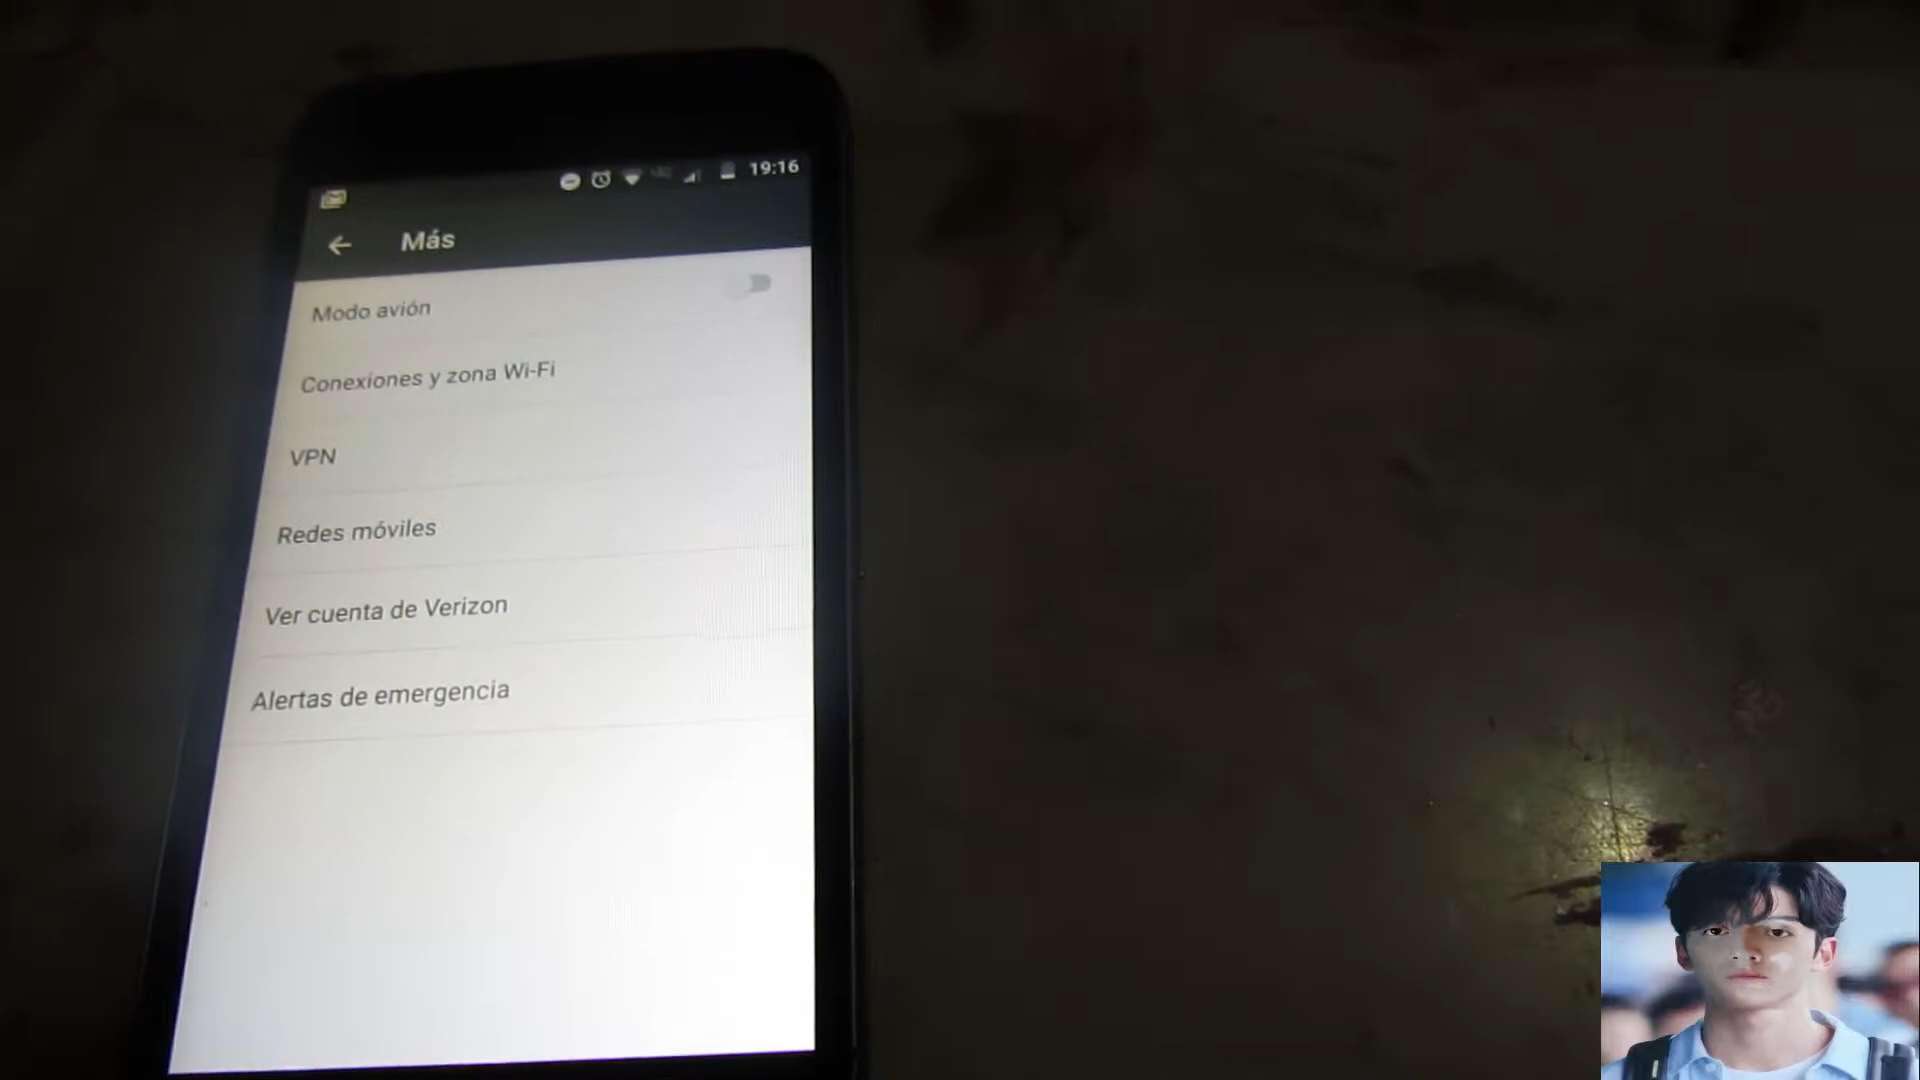 19:16
Más
Modo avión
Conexiones y zona Wi-Fi
VPN
Redes móviles
Ver cuenta de Verizon
Alertas de emergencia